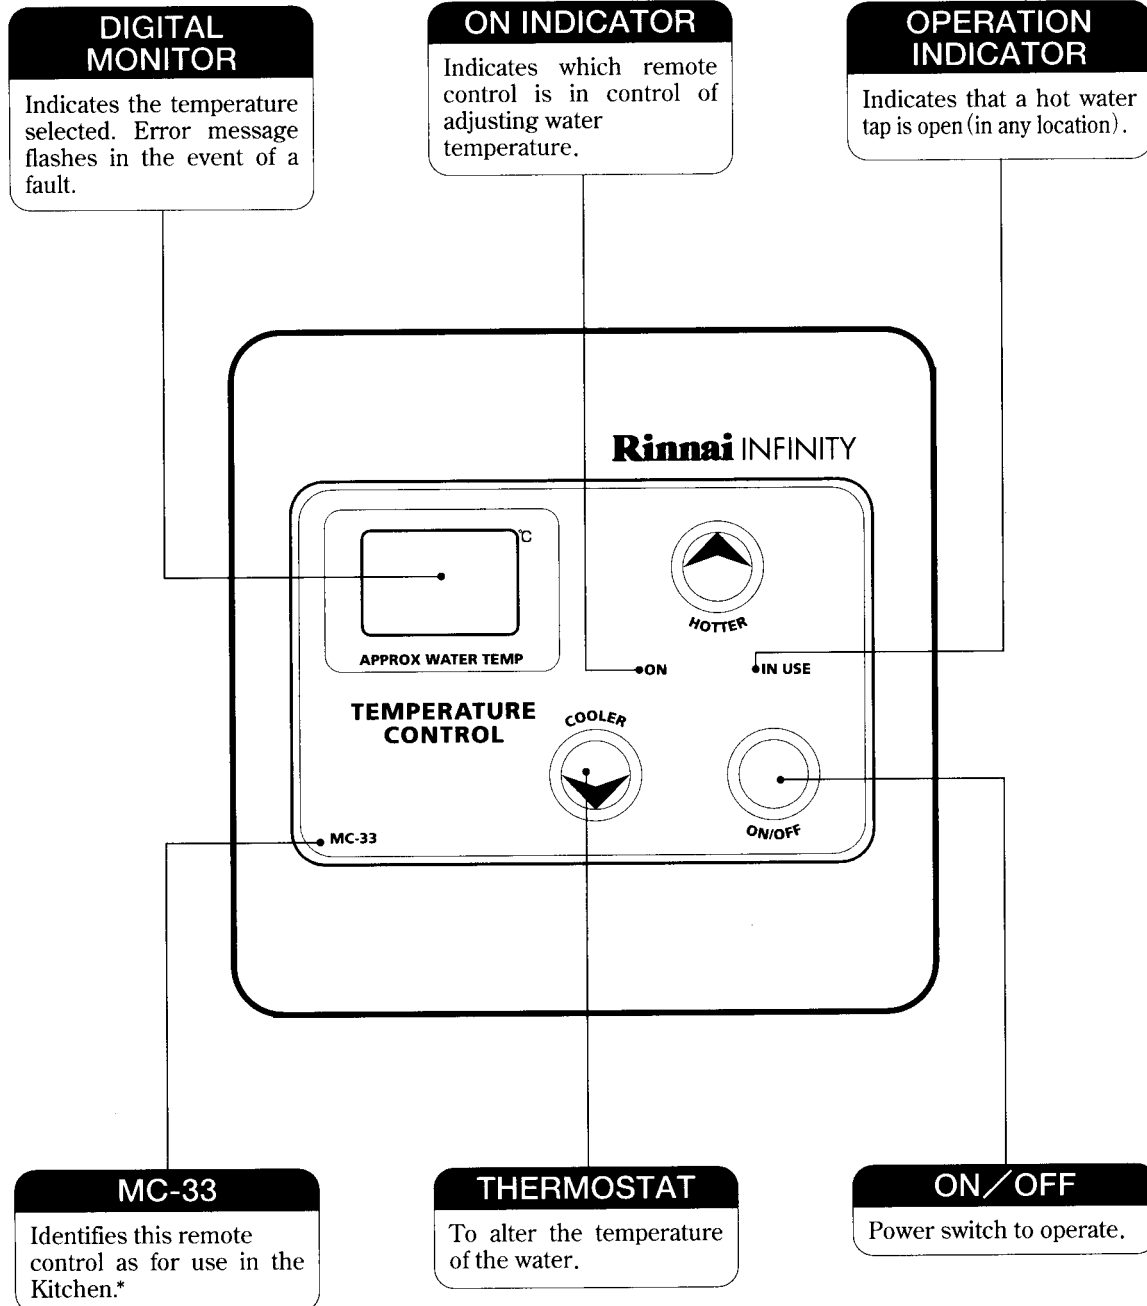 DIGITAL
MONITOR
Indicates the temperature
selected. Error message
flashes in the event of a
fault.
ON INDICATOR
Indicates which remote
control is in control of
adjusting water
temperature.
OPERATION
INDICATOR
Indicates that a hot water
tap is open (in any location).
Rinnai INFINITY
°C
APPROX WATER TEMP
HOTTER
ON
IN USE
TEMPERATURE
CONTROL
COOLER
ON/OFF
MC-33
MC-33
Identifies this remote
control as for use in the
Kitchen.*
THERMOSTAT
To alter the temperature
of the water.
ON/OFF
Power switch to operate.